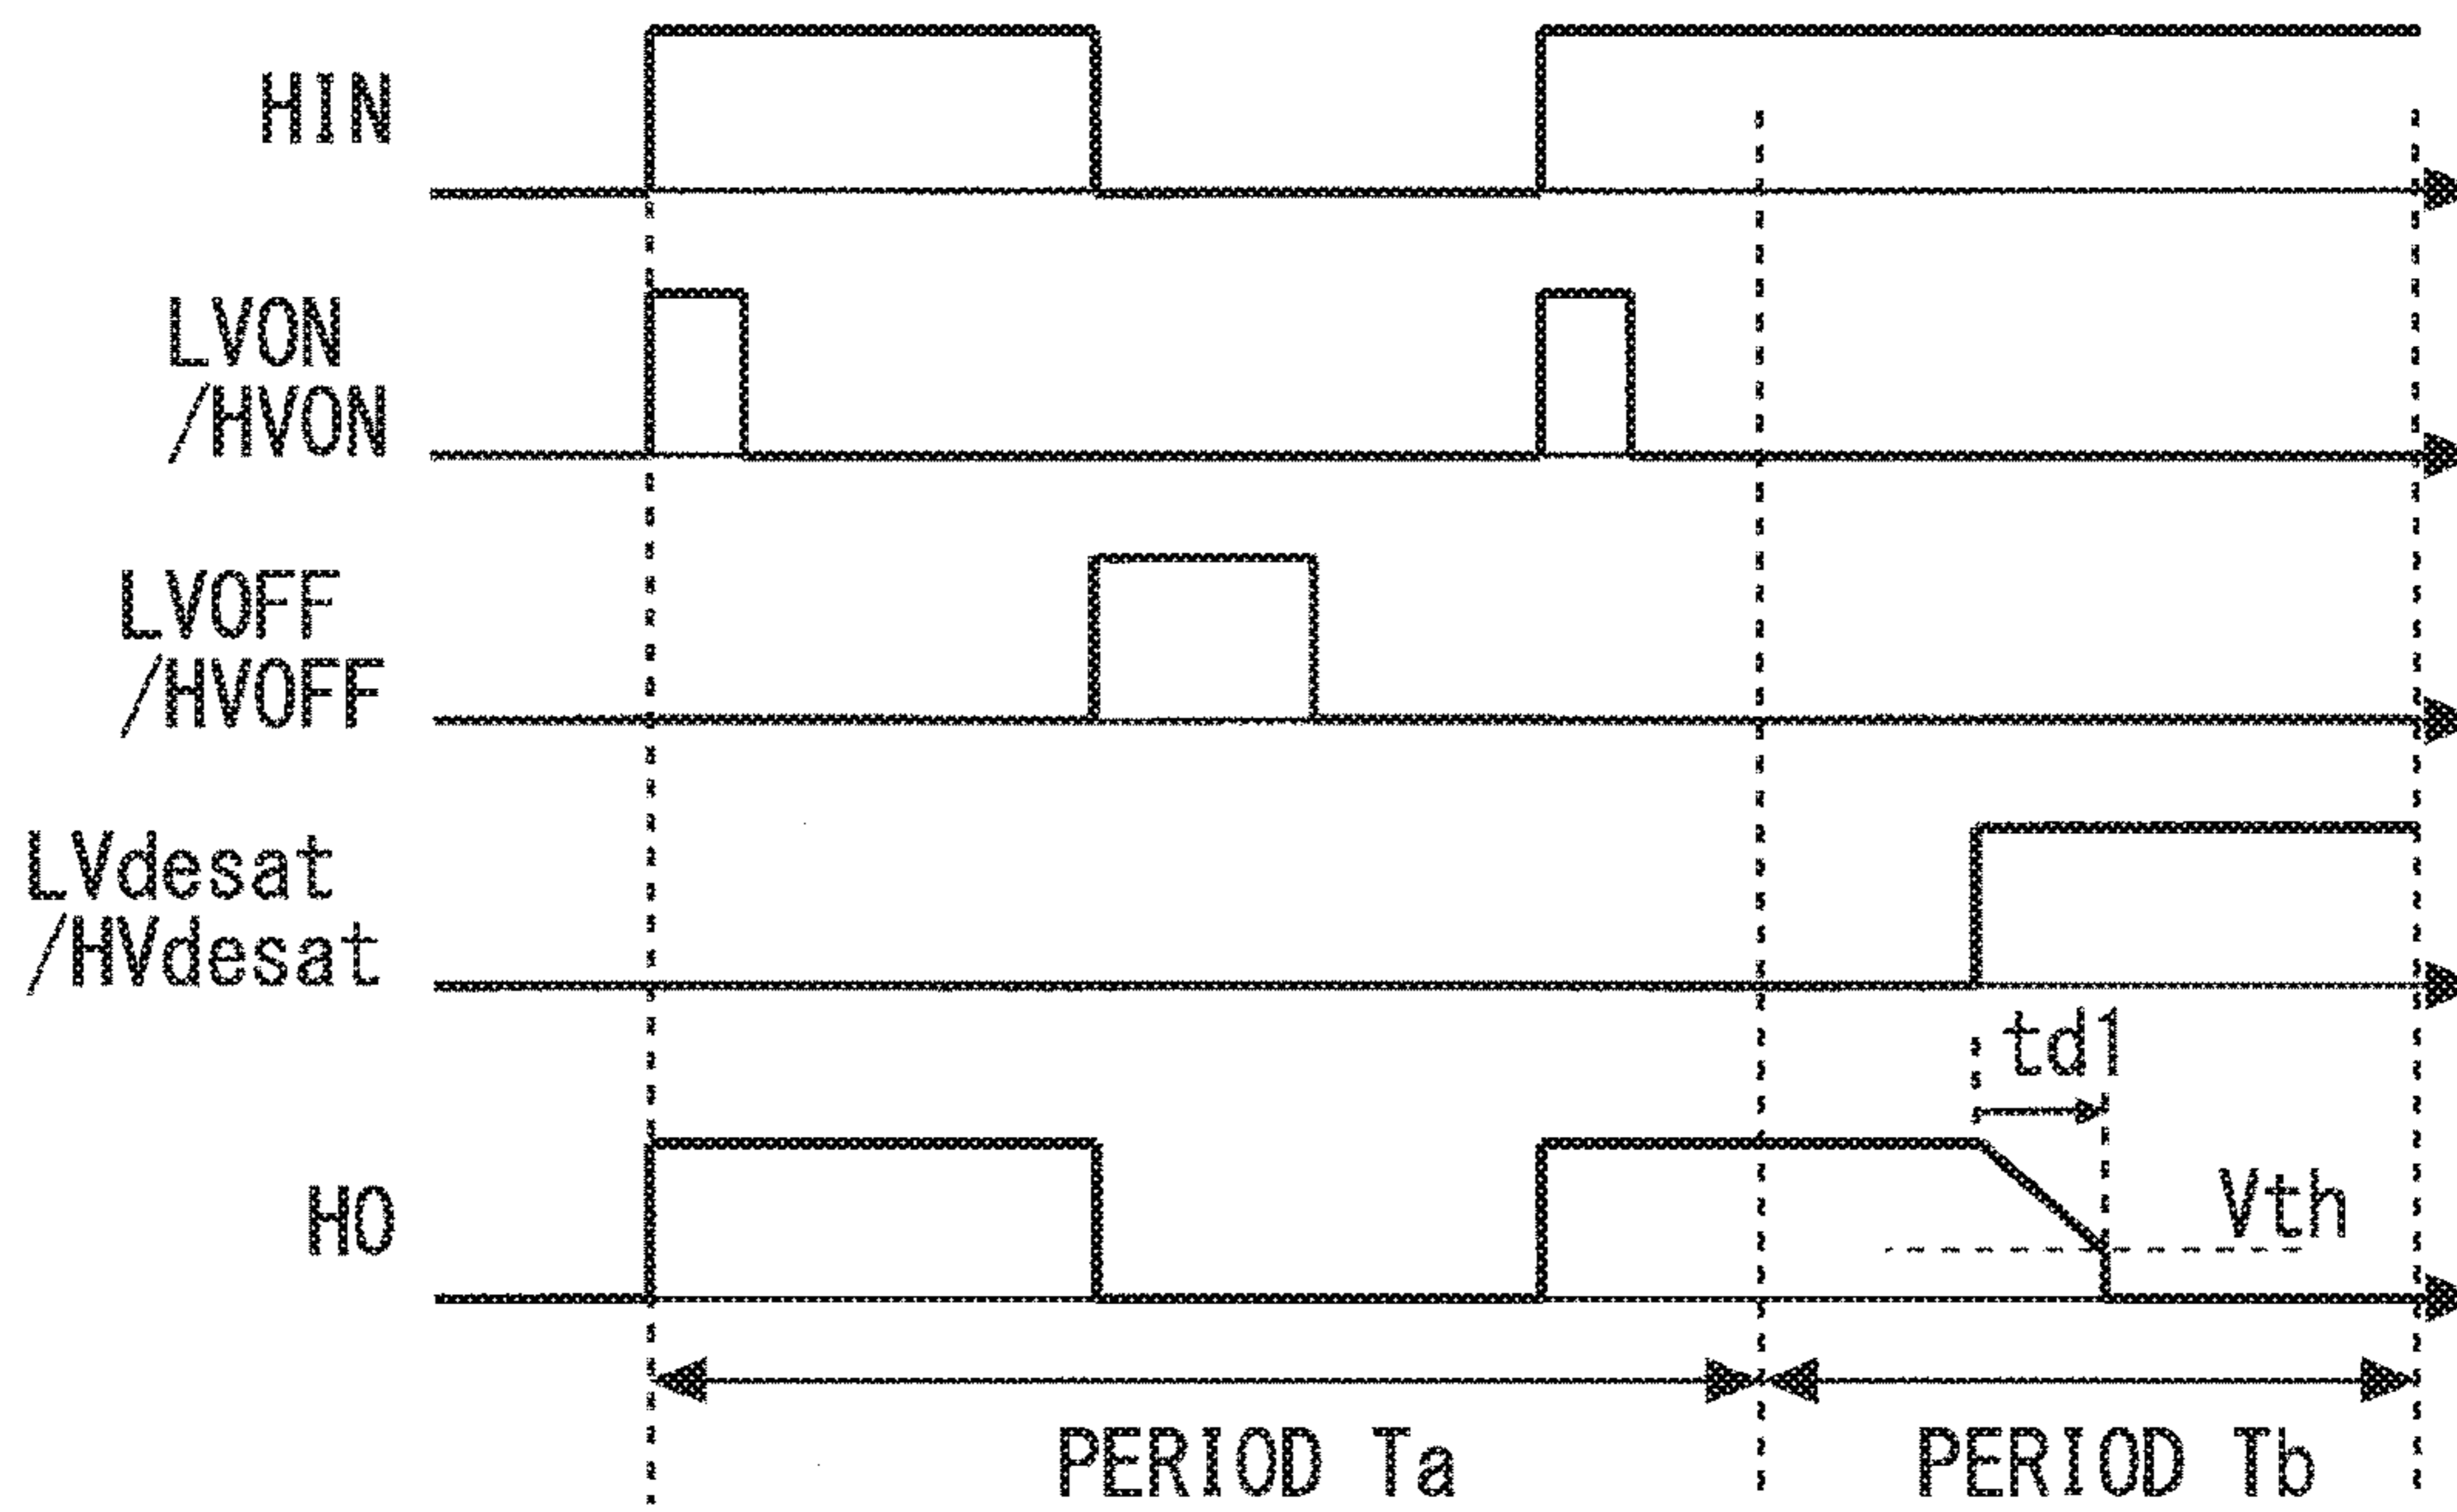 HIN
LVON
/HVON
LVOFF
/HVOFF
LVdesat
/HVdesat
td1
HO
Vth
PERIOD Ta
PERIOD Tb